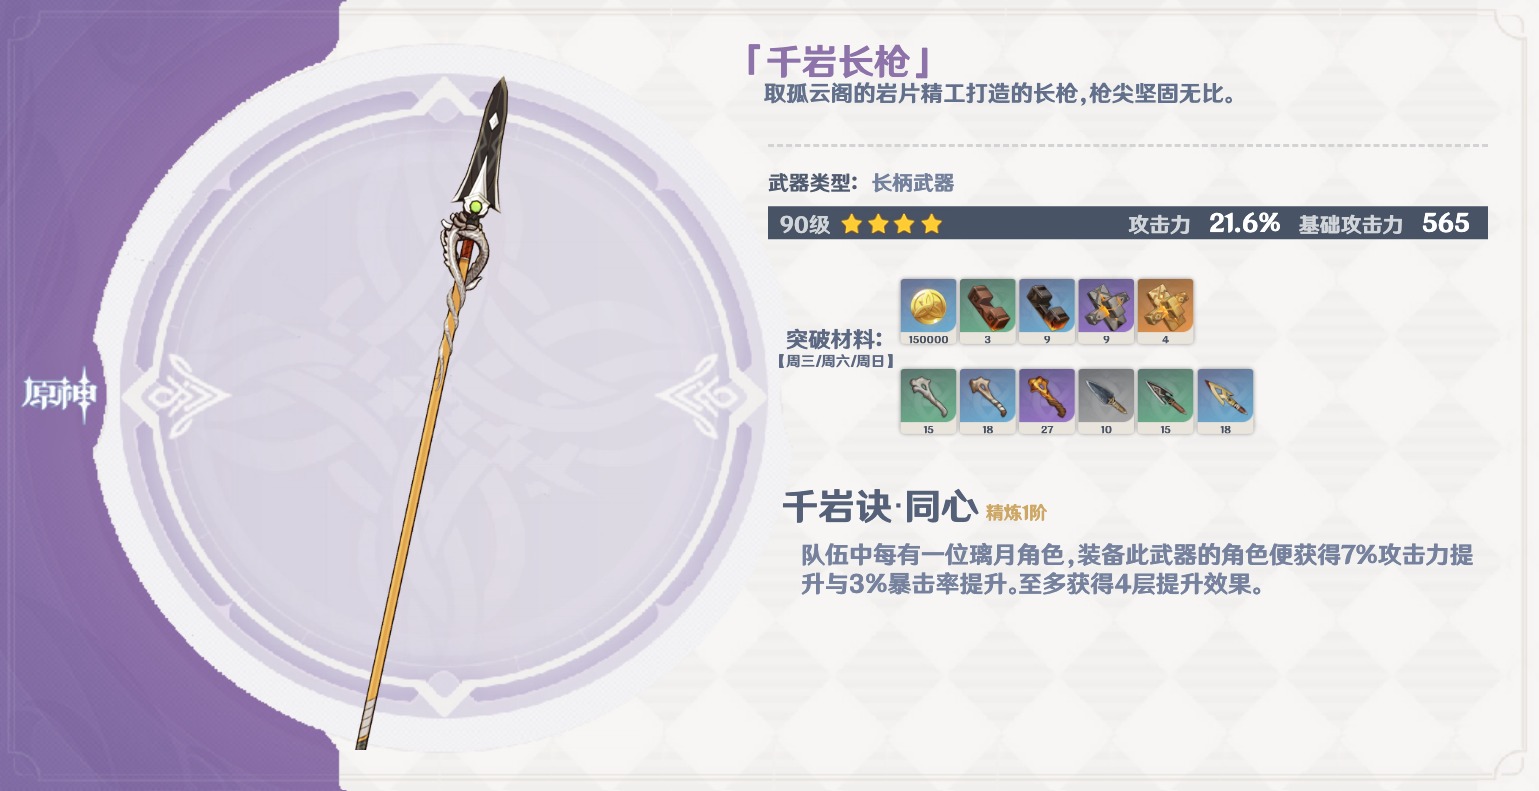 原神
「千岩长枪」
取孤云阁的岩片精工打造的长枪，枪尖坚固无比。
武器类型： 长柄武器
90级 攻击力 21.6% 基础攻击力 565
突破材料：
【周三/周六/周日】
150000 3 9 9 4
15 18 27 10 15 18
千岩诀·同心 精炼1阶
队伍中每有一位璃月角色，装备此武器的角色便获得7%攻击力提
升与3%暴击率提升。至多获得4层提升效果。